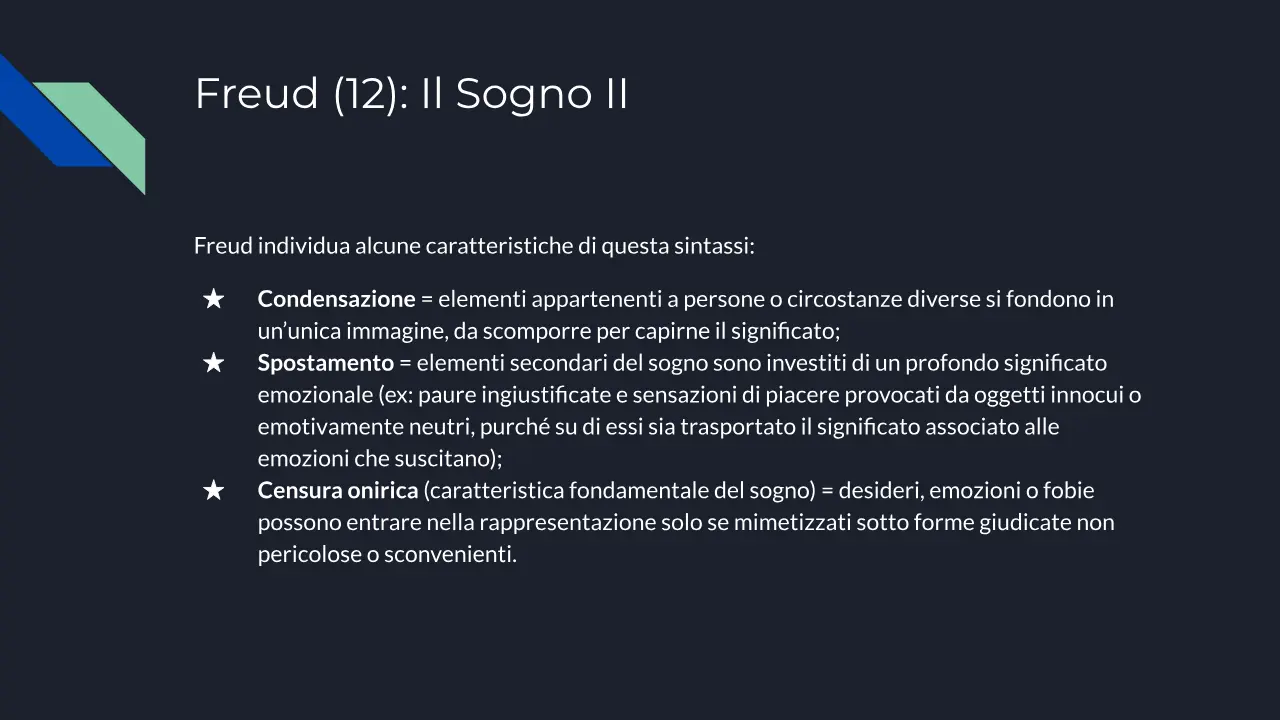 Freud (12): Il Sogno II
Freud individua alcune caratteristiche di questa sintassi:
★ Condensazione = elementi appartenenti a persone o circostanze diverse si fondono in
un’unica immagine, da scomporre per capirne il significato;
★ Spostamento = elementi secondari del sogno sono investiti di un profondo significato
emozionale (ex: paure ingiustificate e sensazioni di piacere provocati da oggetti innocui o
emotivamente neutri, purché su di essi sia trasportato il significato associato alle
emozioni che suscitano);
★ Censura onirica (caratteristica fondamentale del sogno) = desideri, emozioni o fobie
possono entrare nella rappresentazione solo se mimetizzati sotto forme giudicate non
pericolose o sconvenienti.